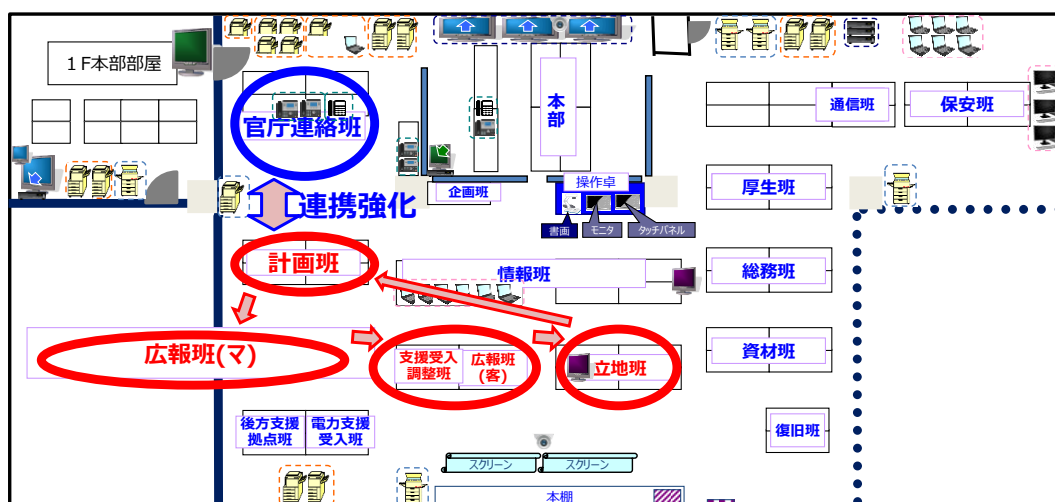 1F本部部屋
官庁連絡班
本部
通信班
保安班
企画班
操作卓
書画
モニタ
タッチパネル
厚生班
連携強化
計画班
情報班
総務班
広報班(マ)
支援受入
調整班
広報班
(客)
立地班
資材班
後方支援
拠点班
電力支援
受入班
復旧班
スクリーン
スクリーン
本棚